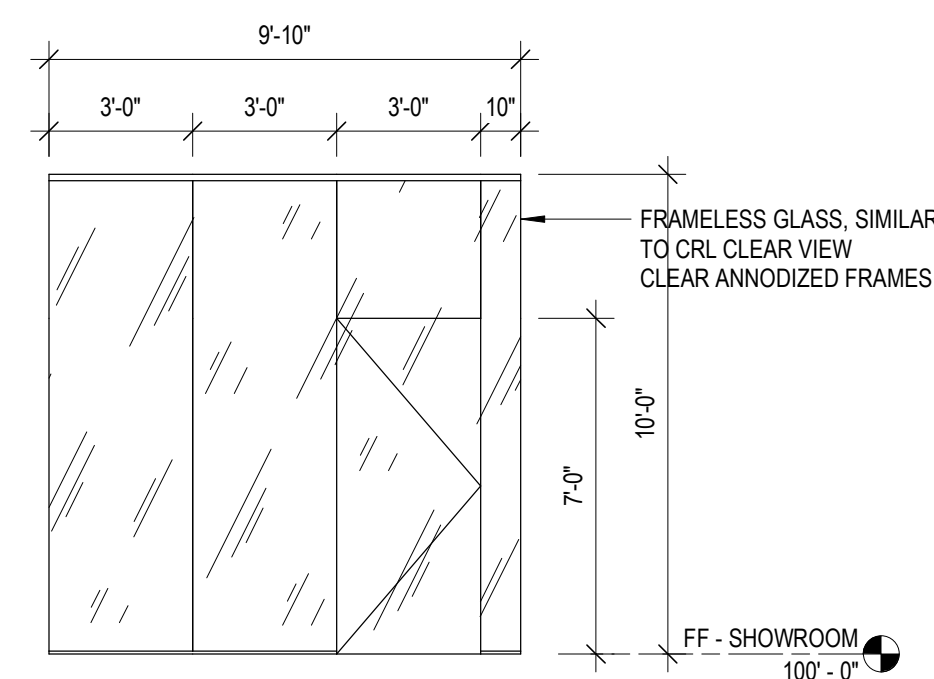 9'-10"
3'-0"
3'-0"
3'-0"
10"
FRAMELESS GLASS, SIMILAR
TO CRL CLEAR VIEW
CLEAR ANNODIZED FRAMES
10'-0"
7'-0"
FF - SHOWROOM
100' - 0"